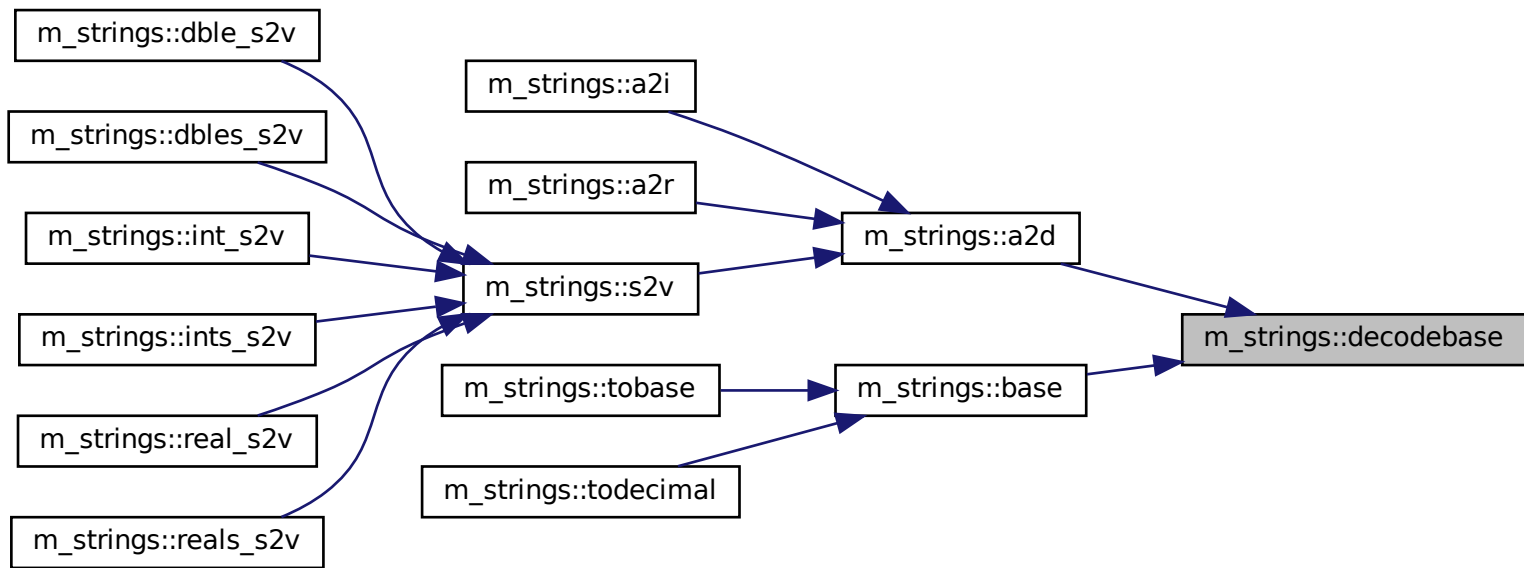 m_strings::dble_s2v
m_strings::dbles_s2v
m_strings::int_s2v
m_strings::ints_s2v
m_strings::real_s2v
m_strings::reals_s2v
m_strings::s2v
m_strings::a2i
m_strings::a2r
m_strings::tobase
m_strings::todecimal
m_strings::a2d
m_strings::base
m_strings::decodebase